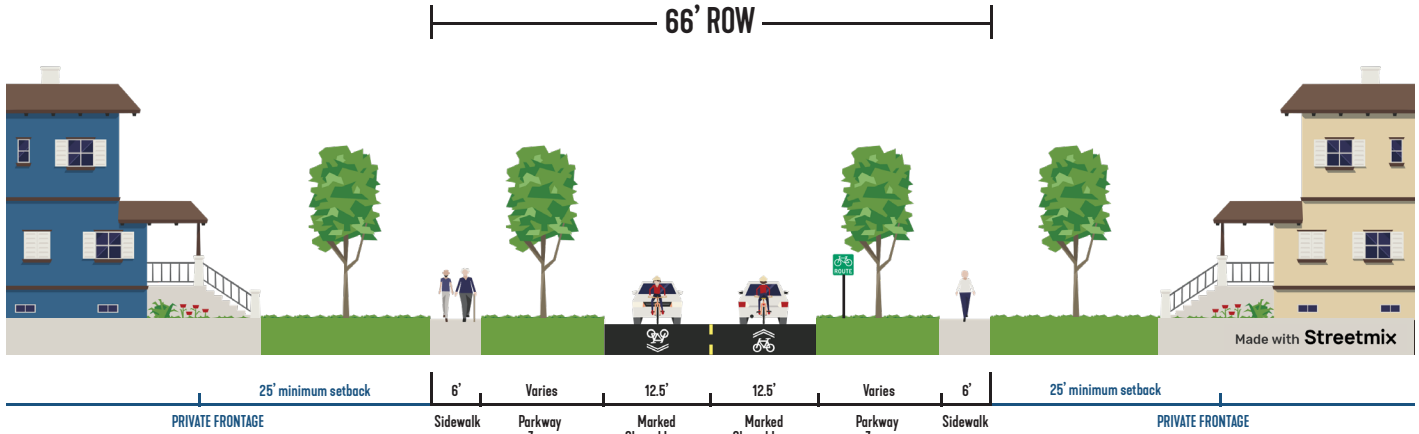 66' ROW
ROUTE
Made with Streetmix
25' minimum setback
6'
Varies
12.5'
12.5'
Varies
6'
25' minimum setback
PRIVATE FRONTAGE
Sidewalk
Parkway
Marked
Marked
Parkway
Sidewalk
PRIVATE FRONTAGE